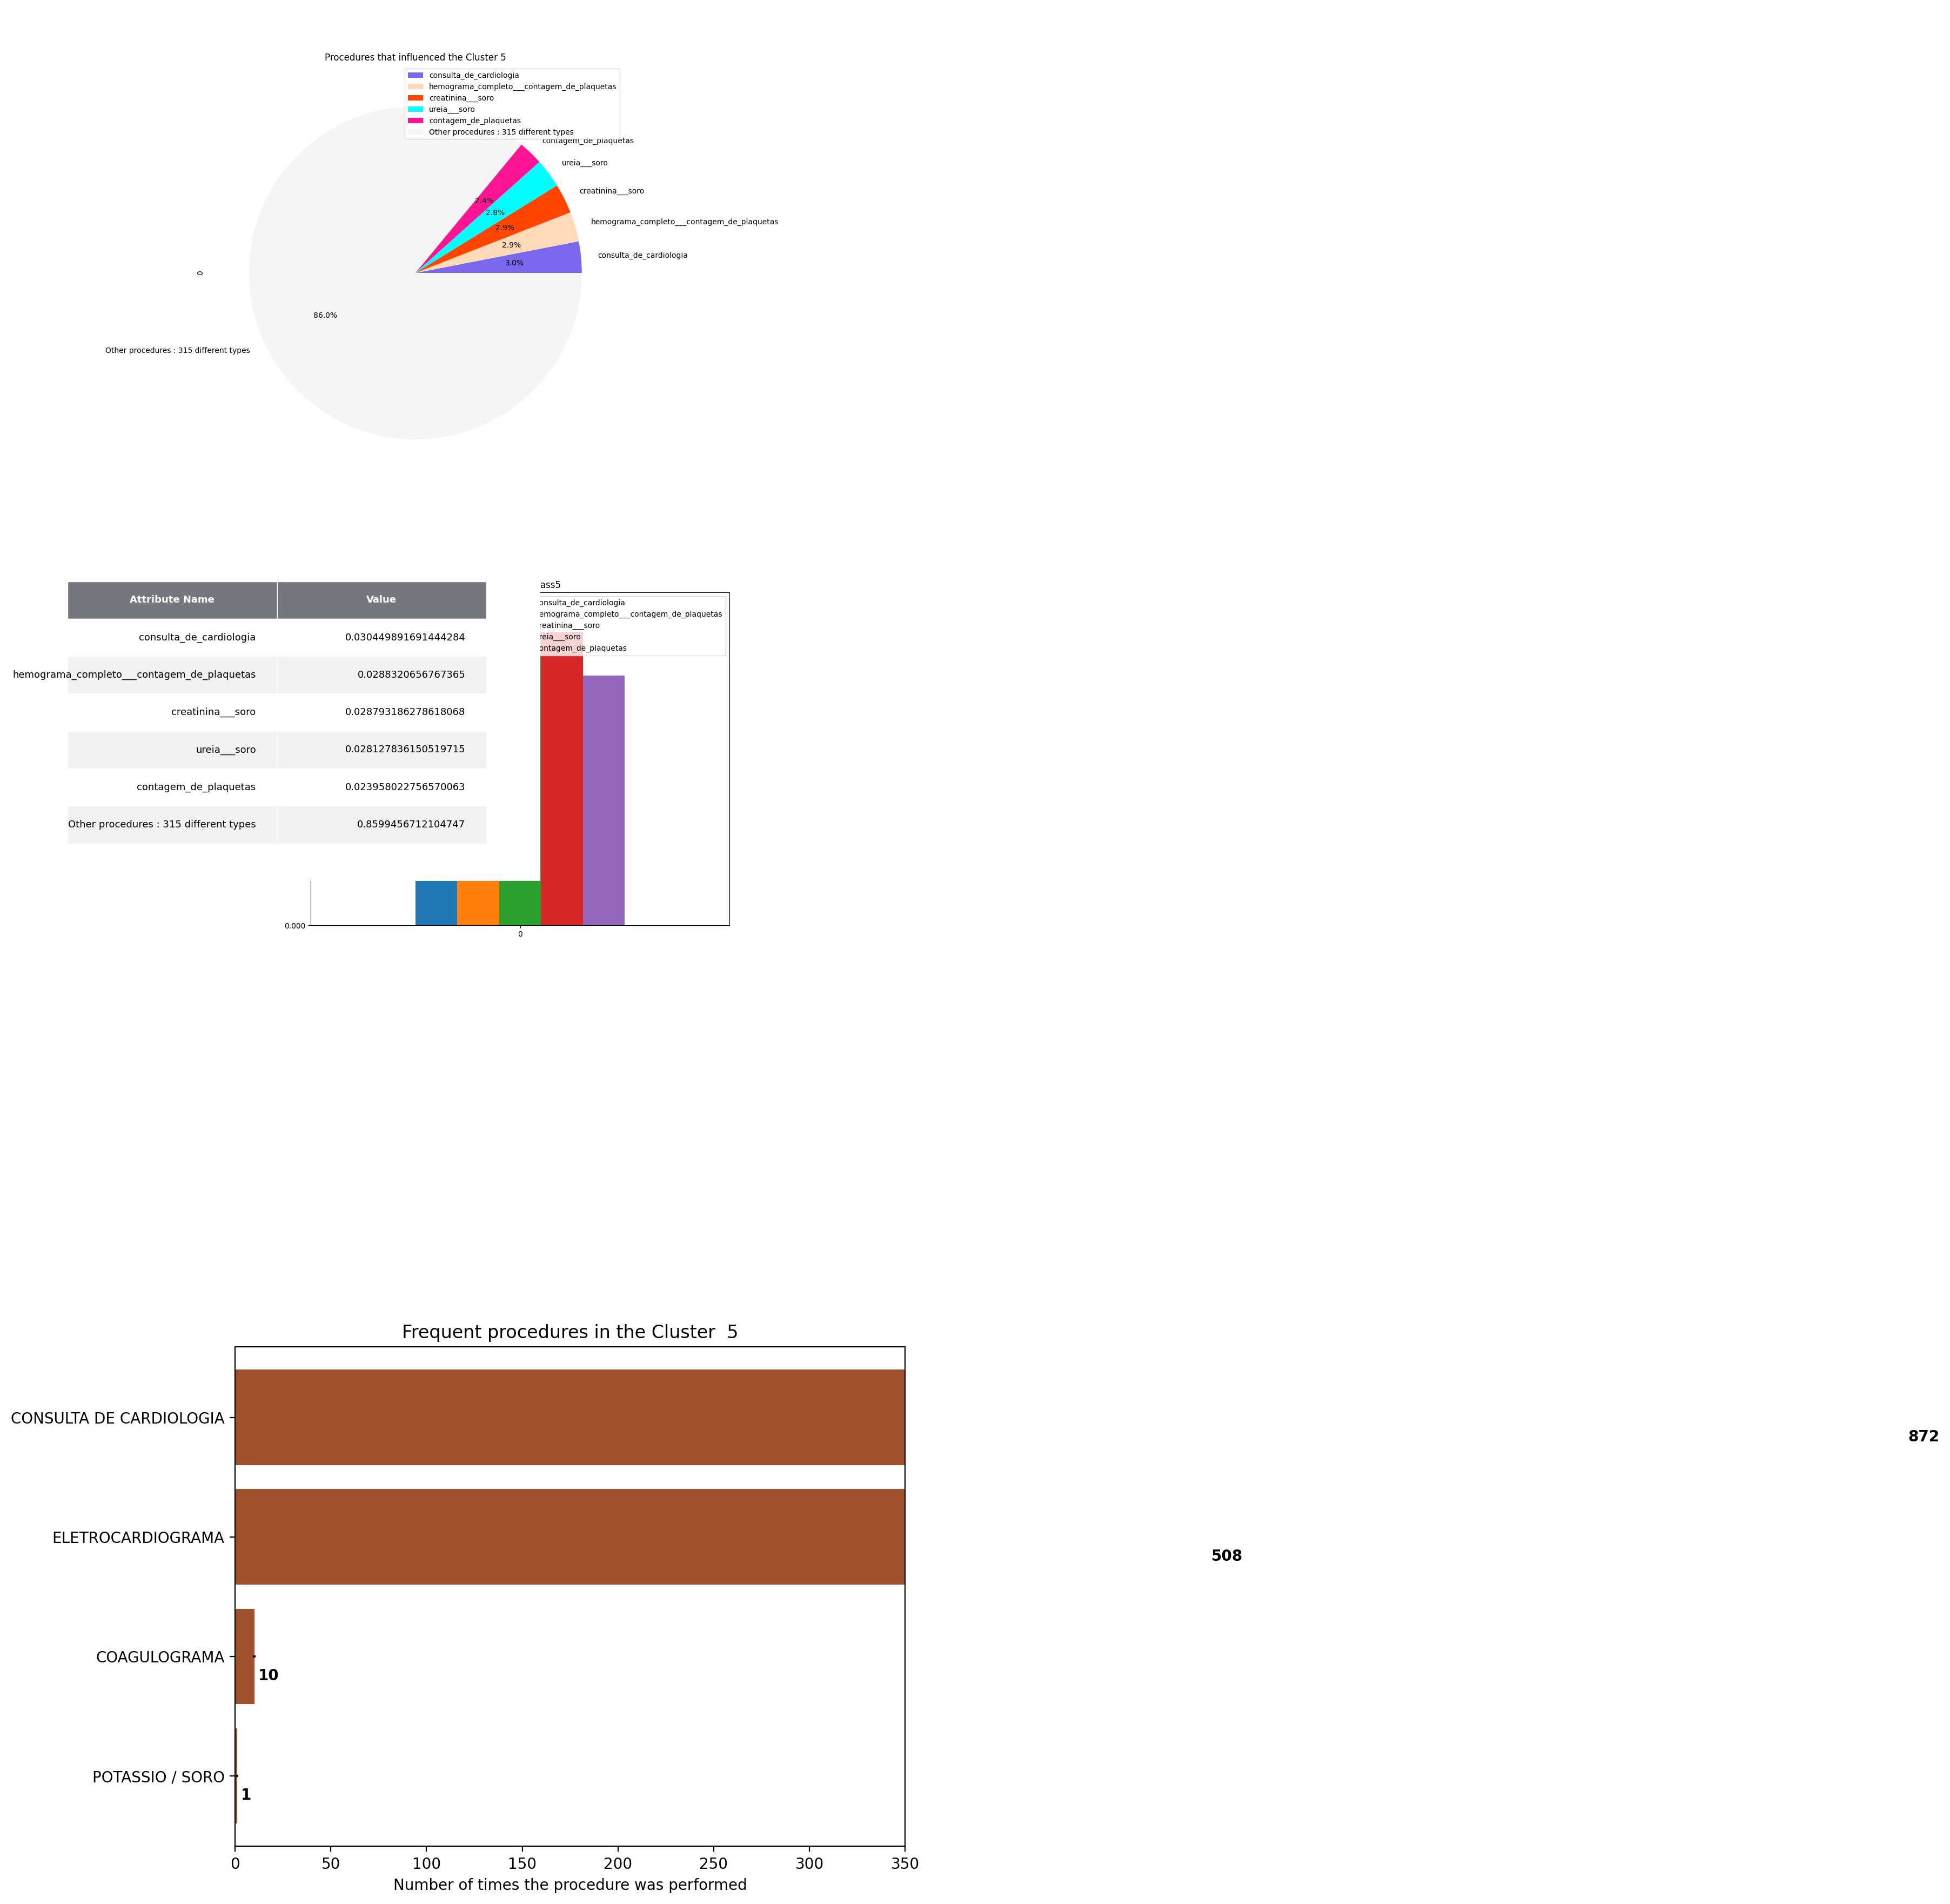 Procedures that influenced the Cluster 5
consulta_de_cardiologia
hemograma_completo___contagem_de_plaquetas
creatinina___soro
ureia___soro
contagem_de_plaquetas
Other procedures : 315 different types
contagem_de_plaquetas
ureia___soro
creatinina___soro
hemograma_completo___contagem_de_plaquetas
consulta_de_cardiologia
2.4%
2.8%
2.9%
2.9%
3.0%
0
86.0%
Other procedures : 315 different types
Attribute Name Value
consulta_de_cardiologia 0.030449891691444284
hemograma_completo___contagem_de_plaquetas 0.0288320656767365
creatinina___soro 0.028793186278618068
ureia___soro 0.028127836150519715
contagem_de_plaquetas 0.023958022756570063
Other procedures : 315 different types 0.8599456712104747
ass5
onsulta_de_cardiologia
emograma_completo___contagem_de_plaquetas
reatinina___soro
reia___soro
ontagem_de_plaquetas
0.000
0
Frequent procedures in the Cluster 5
CONSULTA DE CARDIOLOGIA
872
ELETROCARDIOGRAMA
508
COAGULOGRAMA
10
POTASSIO / SORO
1
0 50 100 150 200 250 300 350
Number of times the procedure was performed